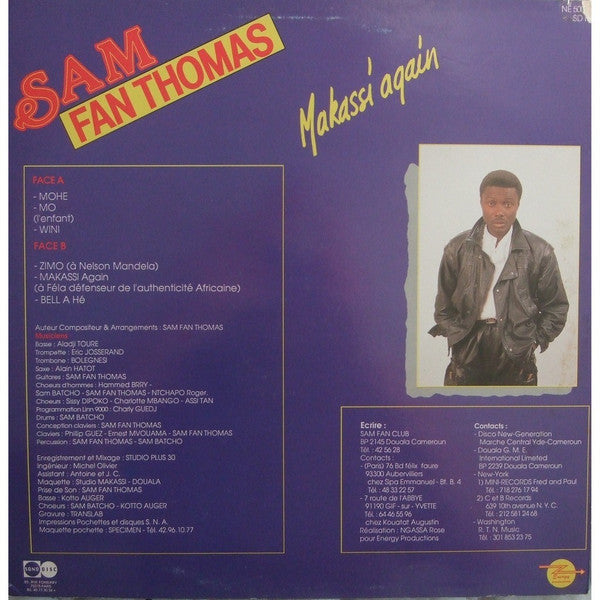 SAM
FAN THOMAS
Makassi again
NE 500
SD
FACE A
- MOHE
- MO
(l'enfant)
- WINI
FACE B
- ZIMO (à Nelson Mandela)
- MAKASSI Again
(à Féla défenseur de l'authenticité Africaine)
- BELL A Hé
Auteur Compositeur & Arrangements : SAM FAN THOMAS
Musiciens
Basse : Aladji TOURE
Trompette : Eric JOSSERAND
Trombone : BOLEGNESI
Saxe : Alain HATOT
Guitares : SAM FAN THOMAS
Choeurs d'hommes : Hammed BRRY -
Sam BATCHO - SAM FAN THOMAS - NTCHAPO Roger.
Choeurs : Sissy DIPOKO - Charlotte MBANGO - ASSI TAN
Programmation Linn 9000 : Charly GUEDJ
Drums : SAM BATCHO
Conception claviers : SAM FAN THOMAS
Claviers : Philip GUEZ - Ernest MVOUAMA - SAM FAN THOMAS
Percussion : SAM FAN THOMAS - SAM BATCHO
Enregistrement et Mixage : STUDIO PLUS 30
Ingénieur : Michel Olivier
Assistant : Antoine et J. C.
Maquette : Studio MAKASSI - DOUALA
Prise de Son : SAM FAN THOMAS
Basse : Kotto AUGER
Choeurs : SAM BATCHO - KOTTO AUGER
Gravure : TRANSLAB
Impressions Pochettes et disques S. N. A.
Maquette pochette : SPECIMEN - Tél. 42.96.10.77
Ecrire :
SAM FAN CLUB
BP 2145 Douala Cameroun
Tél. : 42 56 28
Contacts :
- (Paris) 76 Bd félix faure
93300 Aubervilliers
chez Spa Emmanuel - Bt. B. 4
Tél. : 48 33 22 57
- 7 route de l'ABBYE
91190 GIF - sur - YVETTE
Tél. : 64 46 55 96
chez Kouatat Augustin
Réalisation : NGASSA Rose
pour Energy Productions
Contacts :
- Disco New-Generation
Marche Central Yde-Cameroun
- Douala G. M. E.
International Limeted
BP 2239 Douala Cameroun
- New-York
1) MINI-RECORDS Fred and Paul
Tél. : 718 276 17 94
2) C et B Records
639 10th avenue N. Y. C.
Tél. : 212 581 24 68
- Washington
R. T. N. Music
Tél. : 301 853 23 75
SONO DISC
Energy